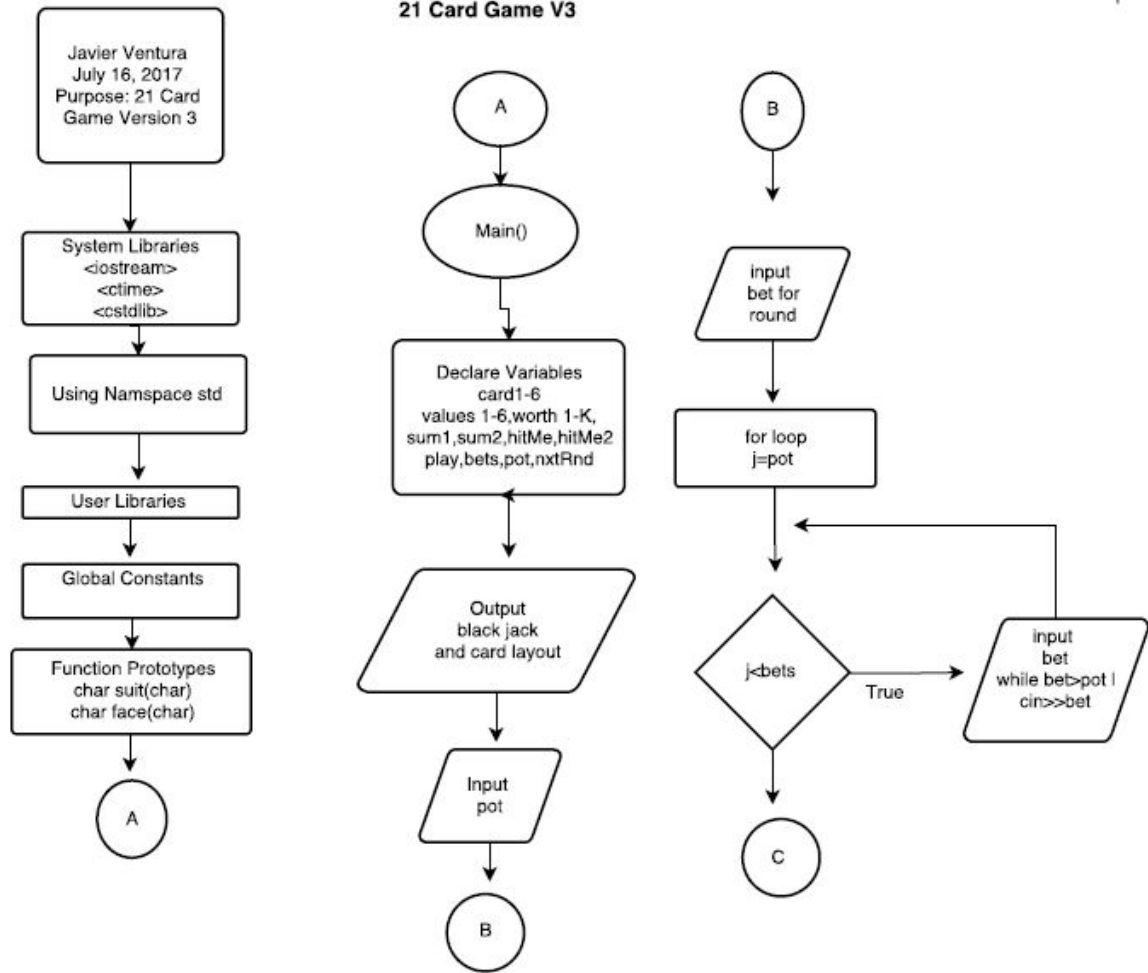 21 Card Game V3
Javier Ventura
July 16, 2017
Purpose: 21 Card
Game Version 3
System Libraries
<iostream>
<ctime>
<cstdlib>
Using Namspace std
User Libraries
Global Constants
Function Prototypes
char suit(char)
char face(char)
A
A
Main()
Declare Variables
card1-6
values 1-6,worth 1-K,
sum1,sum2,hitMe,hitMe2
play,bets,pot,nxtRnd
Output
black jack
and card layout
Input
pot
B
B
input
bet for
round
for loop
j=pot
j<bets
True
input
bet
while bet>pot |
cin>>bet
C